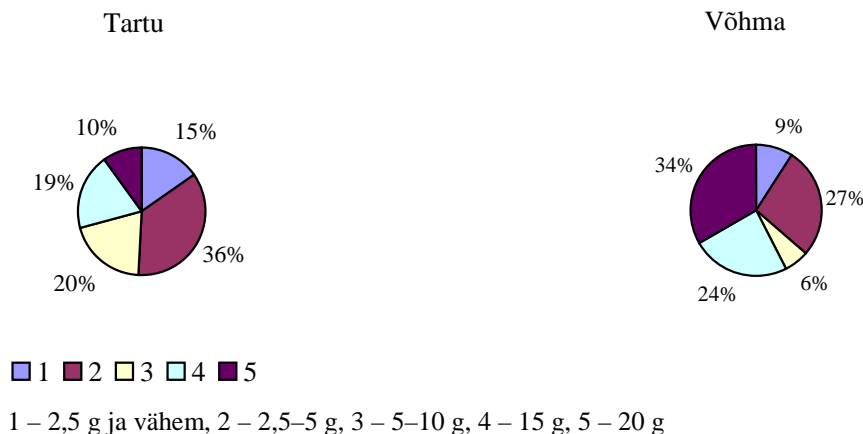 Tartu
Võhma
10%
15%
19%
20%
36%
9%
34%
27%
24%
6%
1 2 3 4 5
1 – 2,5 g ja vähem, 2 – 2,5–5 g, 3 – 5–10 g, 4 – 15 g, 5 – 20 g